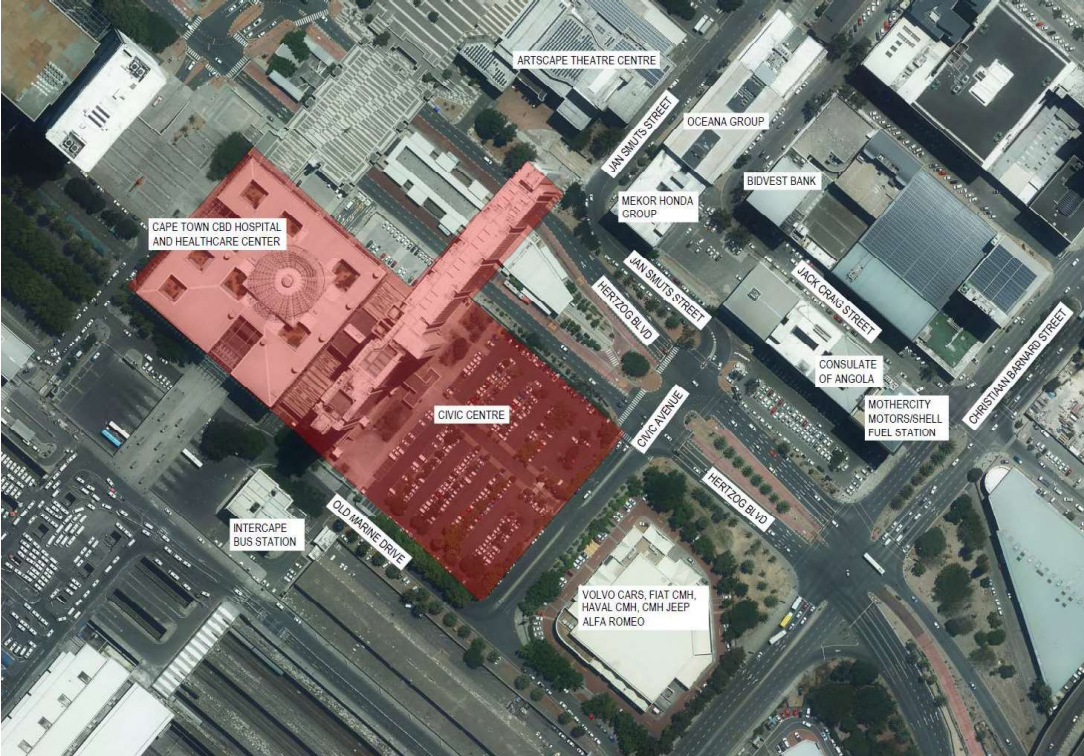 ARTSCAPE THEATRE CENTRE
JAN SMUTS STREET
OCEANA GROUP
BIDVEST BANK
MEKOR HONDA
GROUP
CAPE TOWN CBD HOSPITAL
AND HEALTHCARE CENTER
JAN SMUTS STREET
HERTZOG BLVD
JACK CRAIG STREET
CHRISTIAAN BARNARD STREET
CONSULATE
OF ANGOLA
MOTHERCITY
MOTORS/SHELL
FUEL STATION
CIVIC CENTRE
CIVIC AVENUE
HERTZOG BLVD
OLD MARINE DRIVE
INTERCAPE
BUS STATION
VOLVO CARS, FIAT CMH,
HAVAL CMH, CMH JEEP
ALFA ROMEO